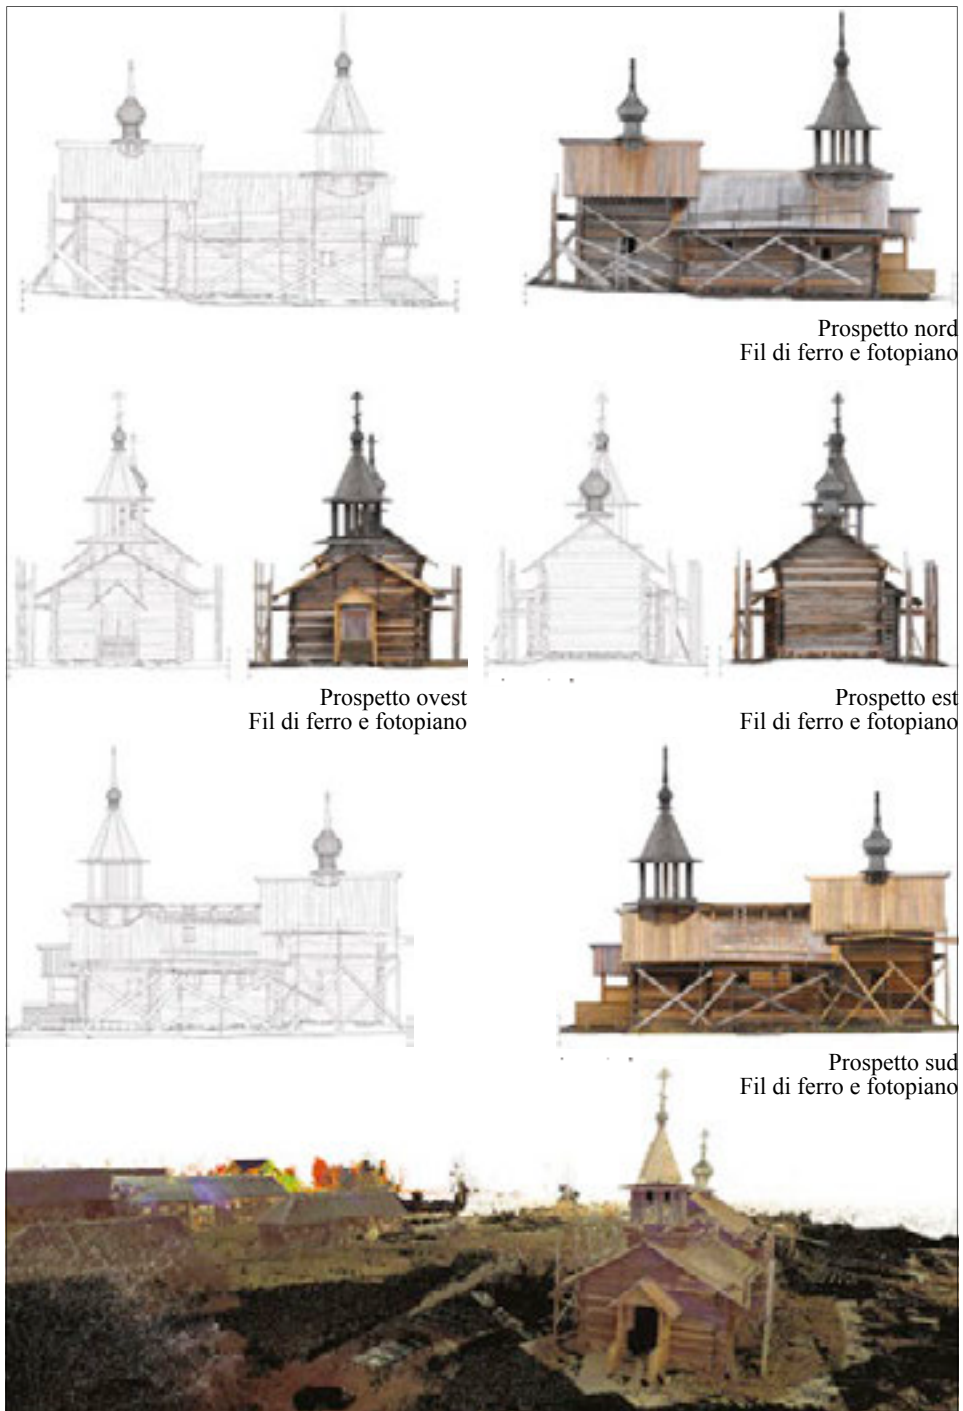 Prospetto nord
Fil di ferro e fotopiano
Prospetto ovest
Fil di ferro e fotopiano
Prospetto est
Fil di ferro e fotopiano
Prospetto sud
Fil di ferro e fotopiano